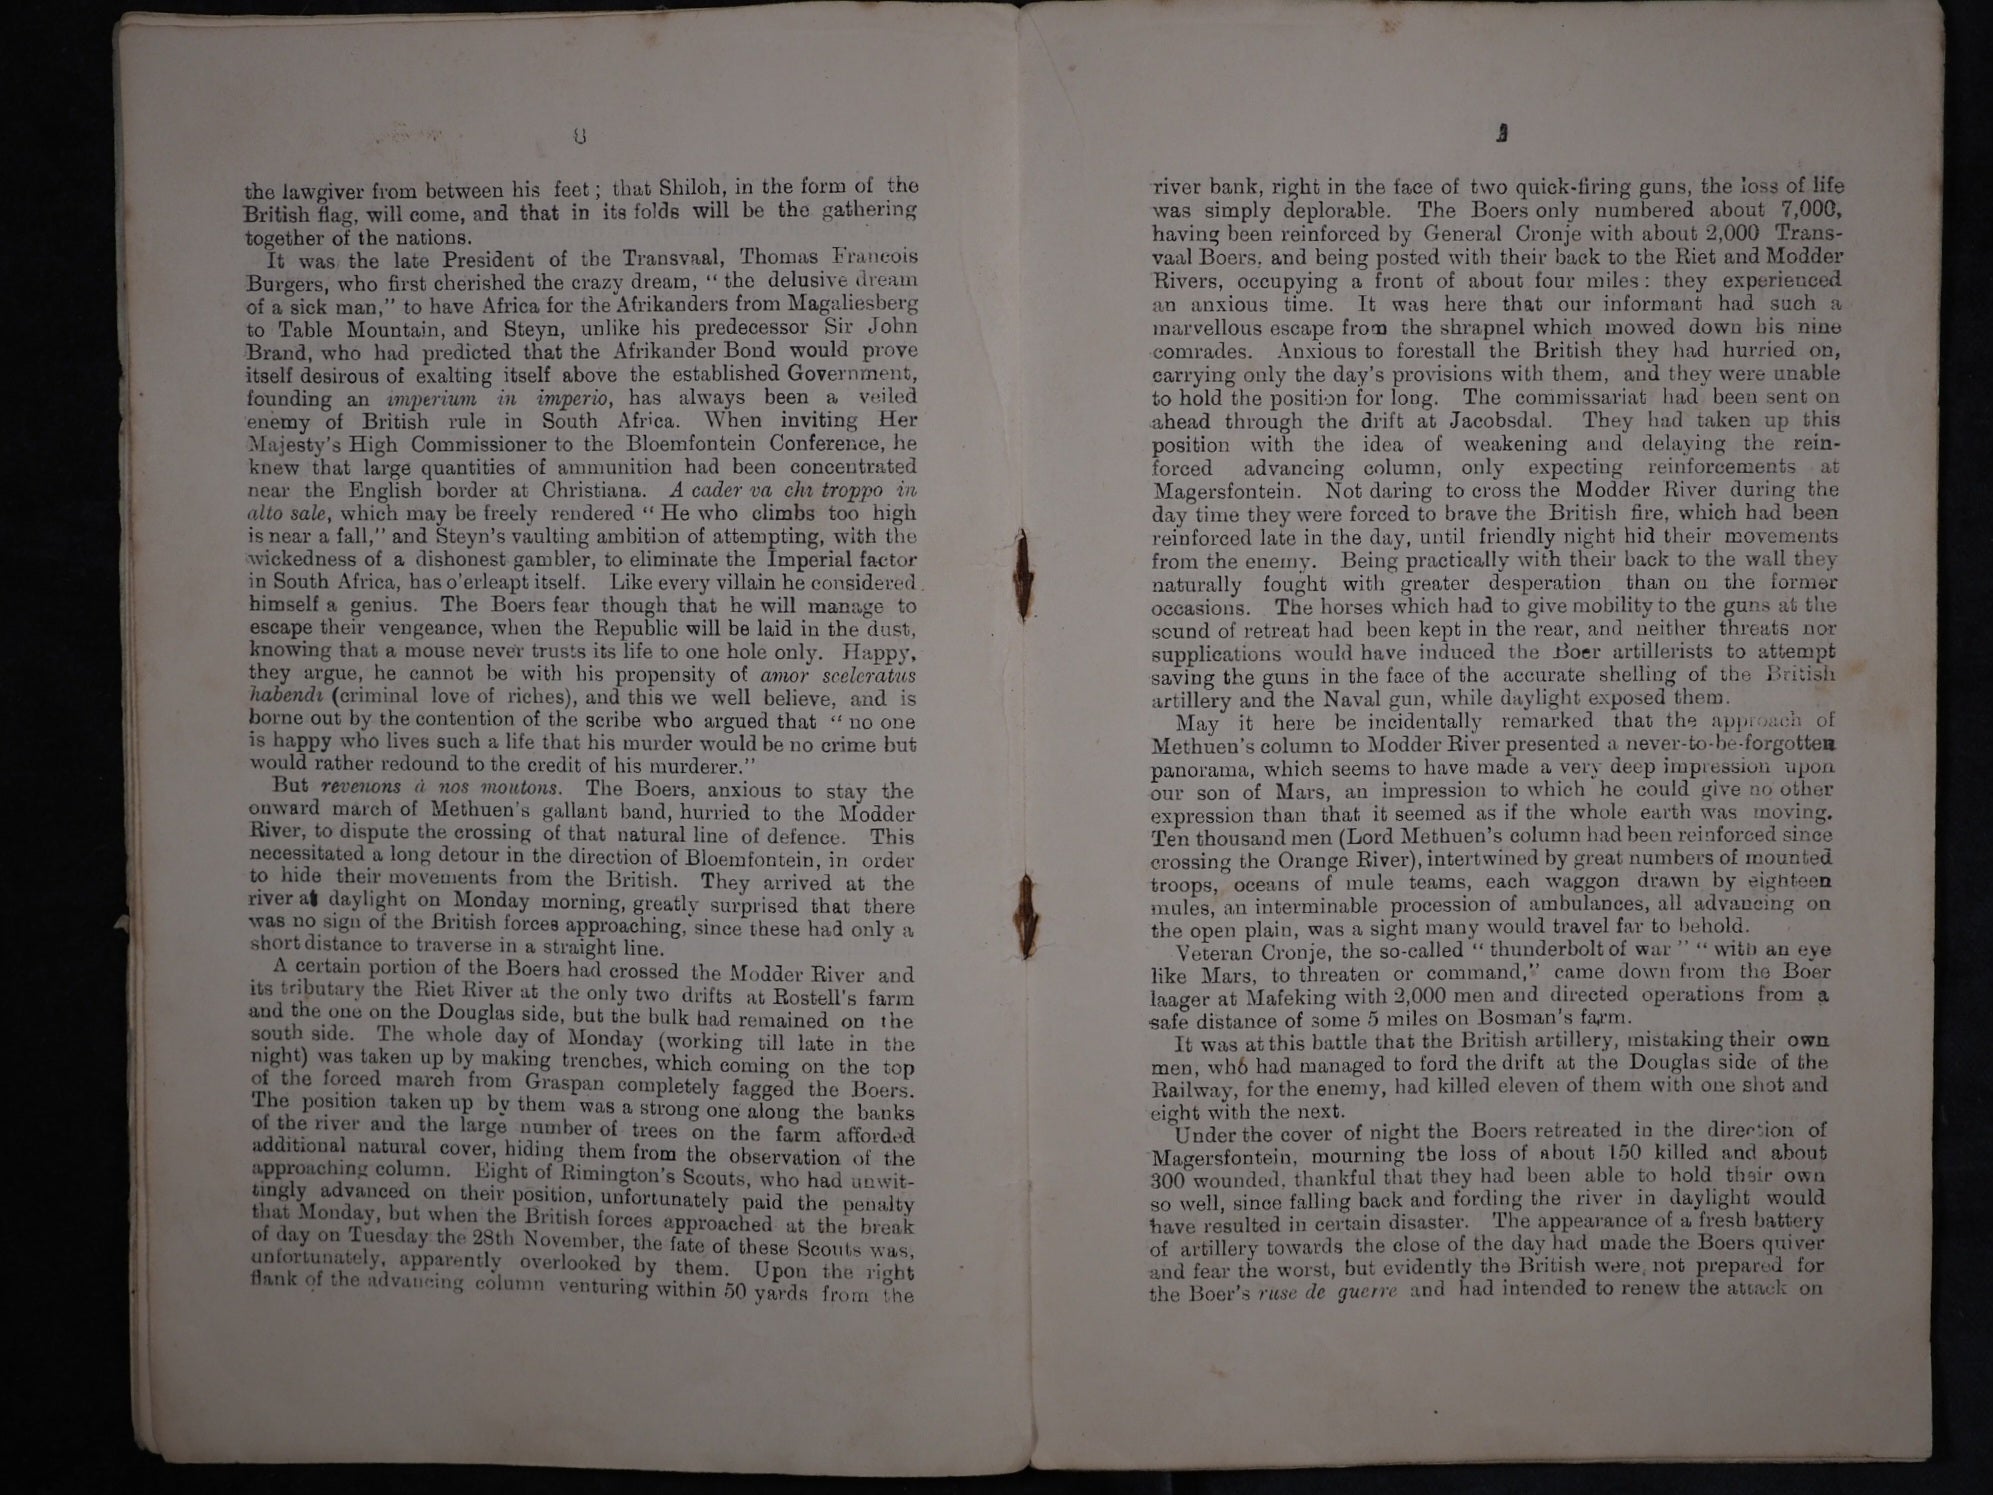 8
the lawgiver from between his feet; that Shiloh, in the form of the
British flag, will come, and that in its folds will be the gathering
together of the nations.
It was the late President of the Transvaal, Thomas Francois
Burgers, who first cherished the crazy dream, "the delusive dream
of a sick man," to have Africa for the Afrikanders from Magaliesberg
to Table Mountain, and Steyn, unlike his predecessor Sir John
Brand, who had predicted that the Afrikander Bond would prove
itself desirous of exalting itself above the established Government,
founding an imperium in imperio, has always been a veiled
enemy of British rule in South Africa. When inviting Her
Majesty's High Commissioner to the Bloemfontein Conference, he
knew that large quantities of ammunition had been concentrated
near the English border at Christiana. A cader va chi troppo in
alto sale, which may be freely rendered "He who climbs too high
is near a fall," and Steyn's vaulting ambition of attempting, with the
wickedness of a dishonest gambler, to eliminate the Imperial factor
in South Africa, has o'erleapt itself. Like every villain he considered
himself a genius. The Boers fear though that he will manage to
escape their vengeance, when the Republic will be laid in the dust,
knowing that a mouse never trusts its life to one hole only. Happy,
they argue, he cannot be with his propensity of amor sceleratus
habendi (criminal love of riches), and this we well believe, and is
borne out by the contention of the scribe who argued that "no one
is happy who lives such a life that his murder would be no crime but
would rather redound to the credit of his murderer."
But revenons à nos moutons. The Boers, anxious to stay the
onward march of Methuen's gallant band, hurried to the Modder
River, to dispute the crossing of that natural line of defence. This
necessitated a long detour in the direction of Bloemfontein, in order
to hide their movements from the British. They arrived at the
river at daylight on Monday morning, greatly surprised that there
was no sign of the British forces approaching, since these had only a
short distance to traverse in a straight line.
A certain portion of the Boers had crossed the Modder River and
its tributary the Riet River at the only two drifts at Rostell's farm
and the one on the Douglas side, but the bulk had remained on the
south side. The whole day of Monday (working till late in the
night) was taken up by making trenches, which coming on the top
of the forced march from Graspan completely fagged the Boers.
The position taken up by them was a strong one along the banks
of the river and the large number of trees on the farm afforded
additional natural cover, hiding them from the observation of the
approaching column. Eight of Rimington's Scouts, who had unwit-
tingly advanced on their position, unfortunately paid the penalty
that Monday, but when the British forces approached at the break
of day on Tuesday the 28th November, the fate of these Scouts was,
unfortunately, apparently overlooked by them. Upon the right
flank of the advancing column venturing within 50 yards from the
river bank, right in the face of two quick-firing guns, the loss of life
was simply deplorable. The Boers only numbered about 7,000,
having been reinforced by General Cronje with about 2,000 Trans-
vaal Boers, and being posted with their back to the Riet and Modder
Rivers, occupying a front of about four miles: they experienced
an anxious time. It was here that our informant had such a
marvellous escape from the shrapnel which mowed down his nine
comrades. Anxious to forestall the British they had hurried on,
carrying only the day's provisions with them, and they were unable
to hold the position for long. The commissariat had been sent on
ahead through the drift at Jacobsdal. They had taken up this
position with the idea of weakening and delaying the rein-
forced advancing column, only expecting reinforcements at
Magersfontein. Not daring to cross the Modder River during the
day time they were forced to brave the British fire, which had been
reinforced late in the day, until friendly night hid their movements
from the enemy. Being practically with their back to the wall they
naturally fought with greater desperation than on the former
occasions. The horses which had to give mobility to the guns at the
sound of retreat had been kept in the rear, and neither threats nor
supplications would have induced the Boer artillerists to attempt
saving the guns in the face of the accurate shelling of the British
artillery and the Naval gun, while daylight exposed them.
May it here be incidentally remarked that the approach of
Methuen's column to Modder River presented a never-to-be-forgotten
panorama, which seems to have made a very deep impression upon
our son of Mars, an impression to which he could give no other
expression than that it seemed as if the whole earth was moving.
Ten thousand men (Lord Methuen's column had been reinforced since
crossing the Orange River), intertwined by great numbers of mounted
troops, oceans of mule teams, each waggon drawn by eighteen
mules, an interminable procession of ambulances, all advancing on
the open plain, was a sight many would travel far to behold.
Veteran Cronje, the so-called "thunderbolt of war" "with an eye
like Mars, to threaten or command," came down from the Boer
laager at Mafeking with 2,000 men and directed operations from a
safe distance of some 5 miles on Bosman's farm.
It was at this battle that the British artillery, mistaking their own
men, who had managed to ford the drift at the Douglas side of the
Railway, for the enemy, had killed eleven of them with one shot and
eight with the next.
Under the cover of night the Boers retreated in the direction of
Magersfontein, mourning the loss of about 150 killed and about
300 wounded, thankful that they had been able to hold their own
so well, since falling back and fording the river in daylight would
have resulted in certain disaster. The appearance of a fresh battery
of artillery towards the close of the day had made the Boers quiver
and fear the worst, but evidently the British were not prepared for
the Boer's ruse de guerre and had intended to renew the attack on